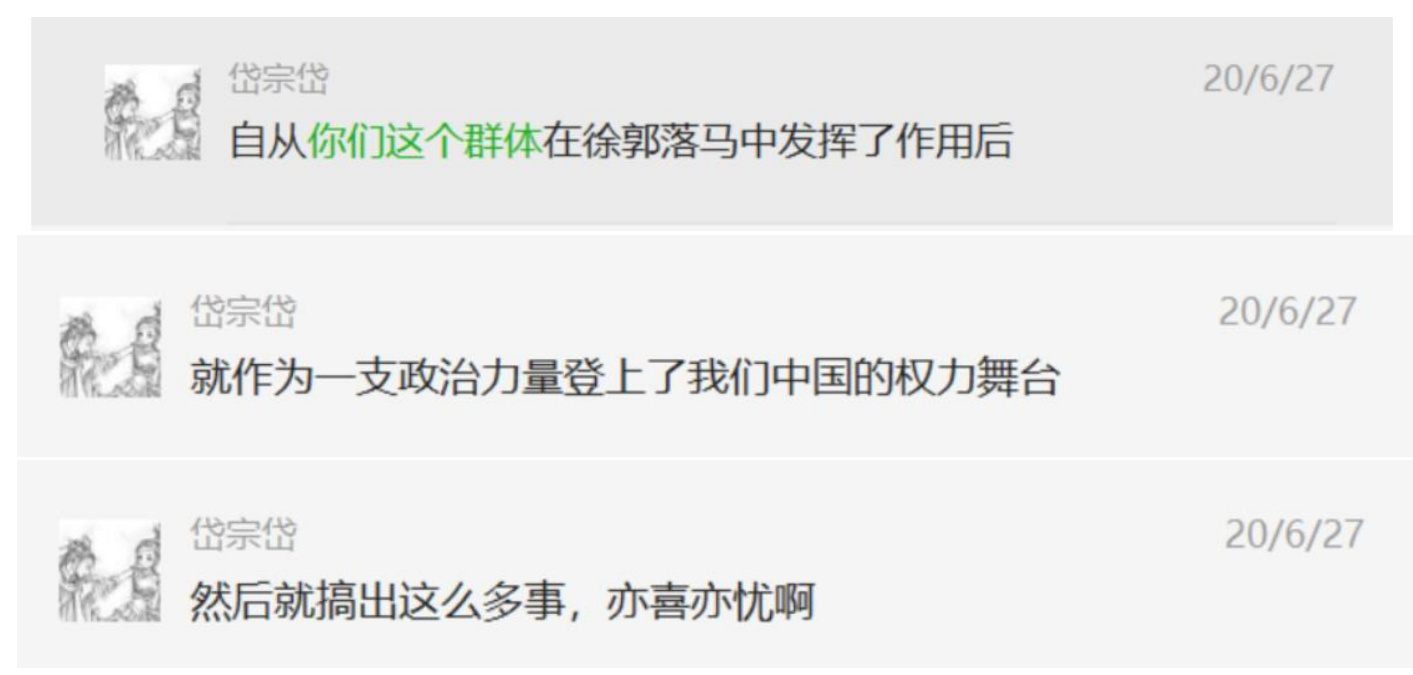 岱宗岱
20/6/27
自从你们这个群体在徐郭落马中发挥了作用后
岱宗岱
20/6/27
就作为一支政治力量登上了我们中国的权力舞台
岱宗岱
20/6/27
然后就搞出这么多事，亦喜亦忧啊